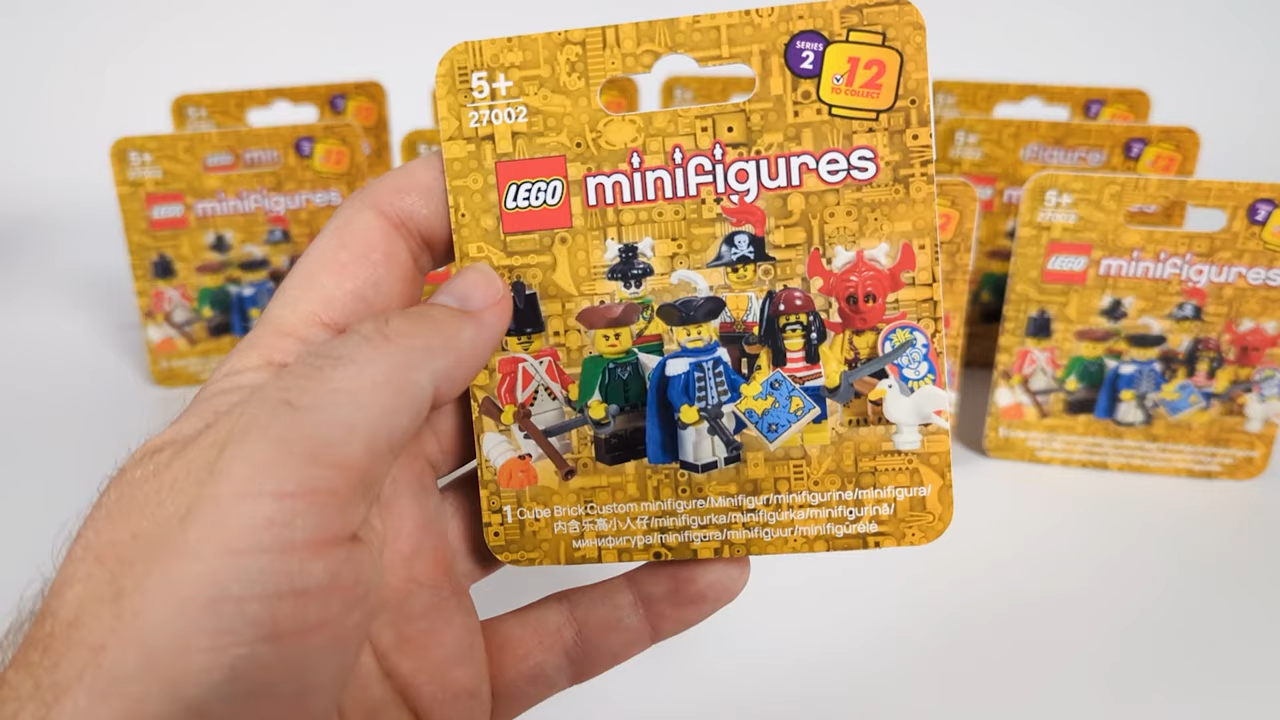 5+
27002
SERIES
2
12
TO COLLECT
LEGO minifigures
1 Cube Brick Custom minifigure/Minifigur/minifigurine/minifigura/
内含乐高小人仔/minifigurka/minifigúrka/minifigurină/
минифигура/minifigura/minifiguur/minifigūrėlė
5+
27002
LEGO
minifigures
5+
27002
2
LEGO
minifigures